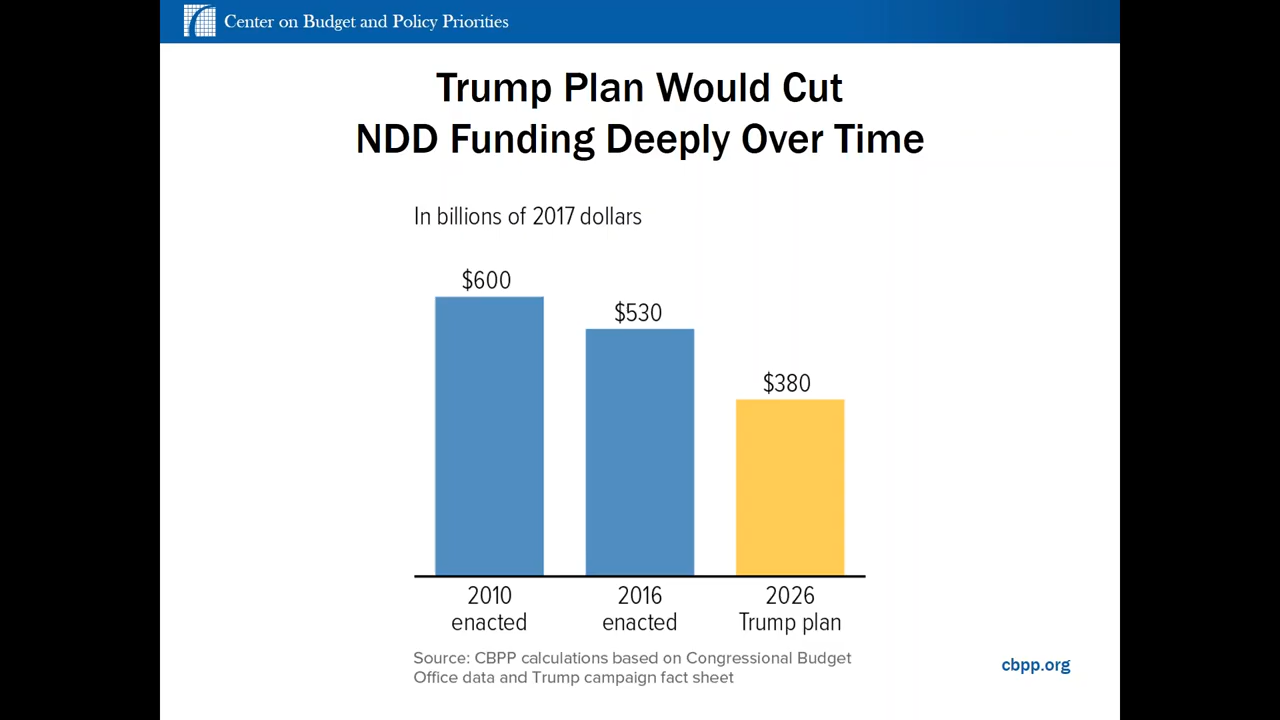 Center on Budget and Policy Priorities
Trump Plan Would Cut
NDD Funding Deeply Over Time
In billions of 2017 dollars
$600
$530
$380
2010
enacted
2016
enacted
2026
Trump plan
Source: CBPP calculations based on Congressional Budget
Office data and Trump campaign fact sheet
cbpp.org